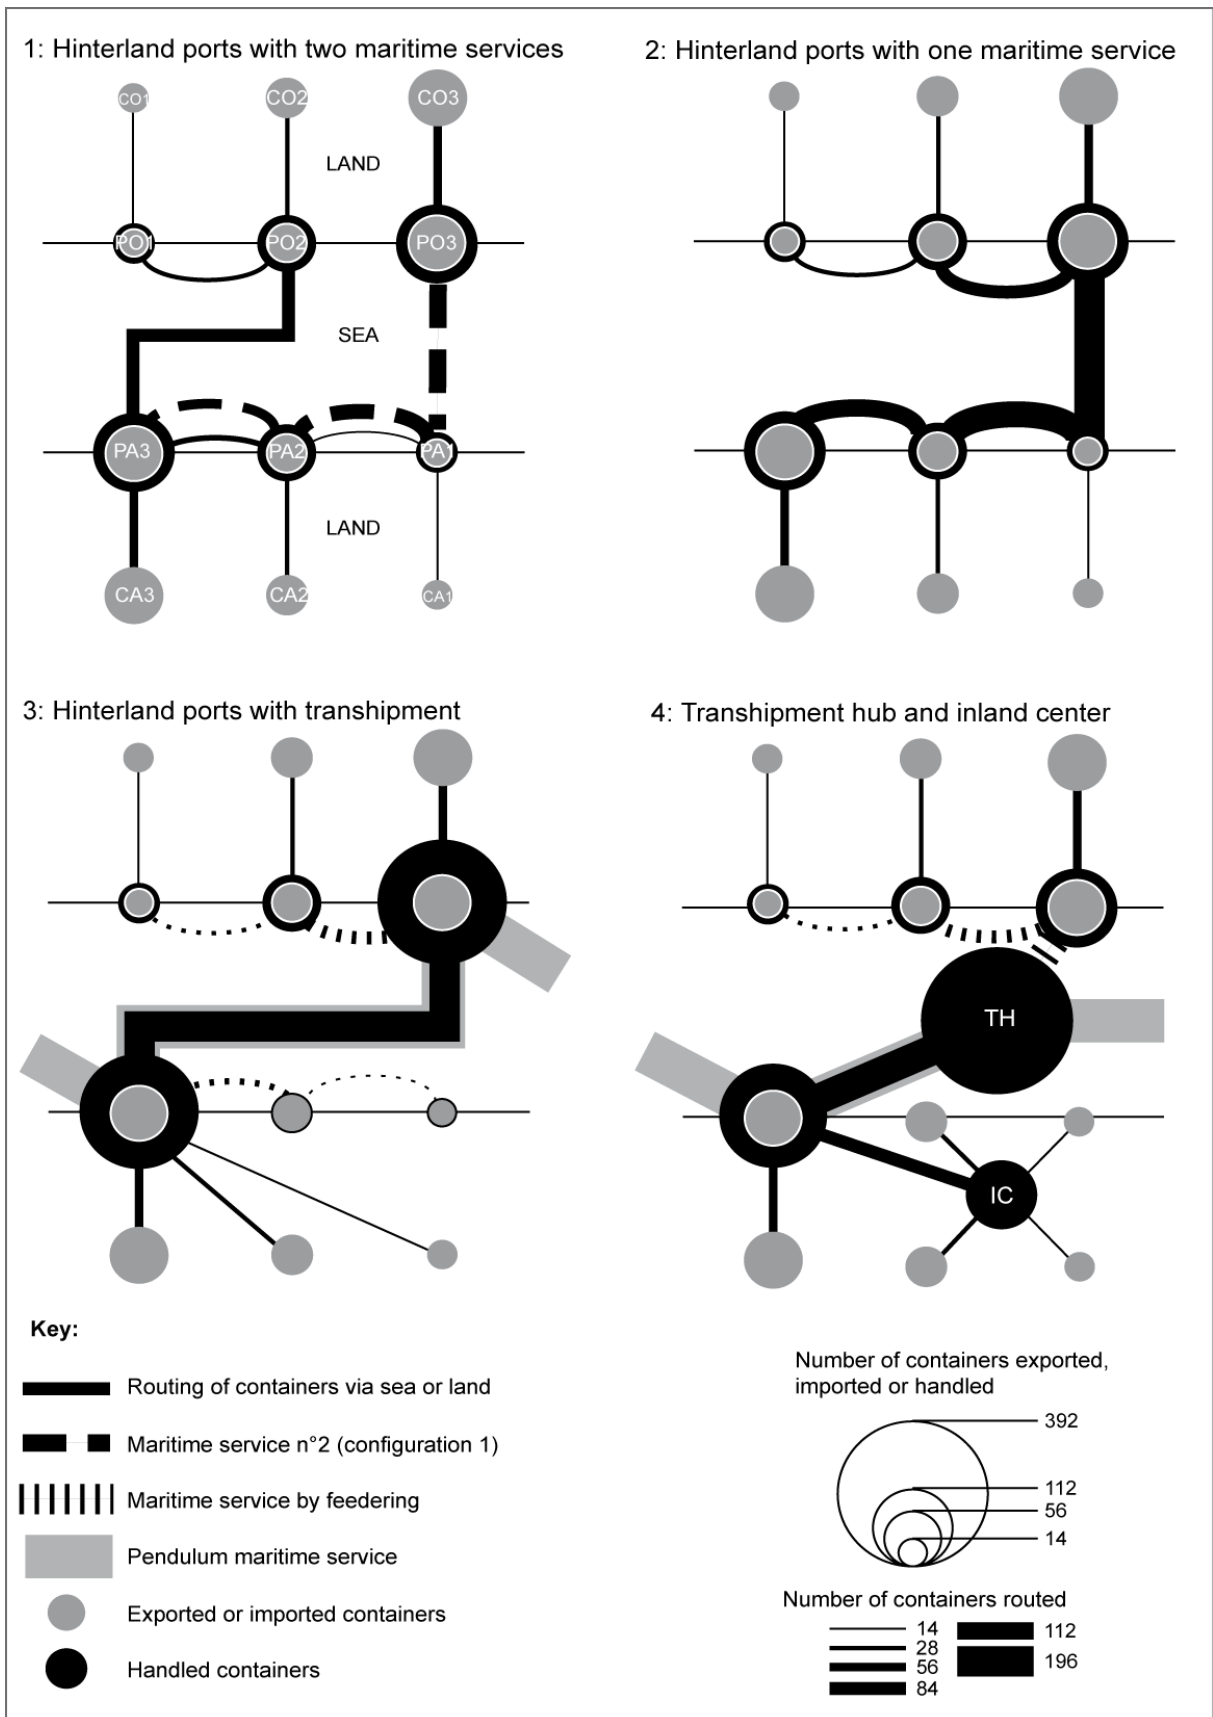 1: Hinterland ports with two maritime services
2: Hinterland ports with one maritime service
CO1
CO2
CO3
LAND
PO1
PO2
PO3
SEA
PA3
PA2
PA1
LAND
CA3
CA2
CA1
3: Hinterland ports with transhipment
4: Transhipment hub and inland center
TH
IC
Key:
Routing of containers via sea or land
Maritime service n°2 (configuration 1)
Maritime service by feedering
Pendulum maritime service
Exported or imported containers
Handled containers
Number of containers exported,
imported or handled
392
112
56
14
Number of containers routed
14
28
56
84
112
196